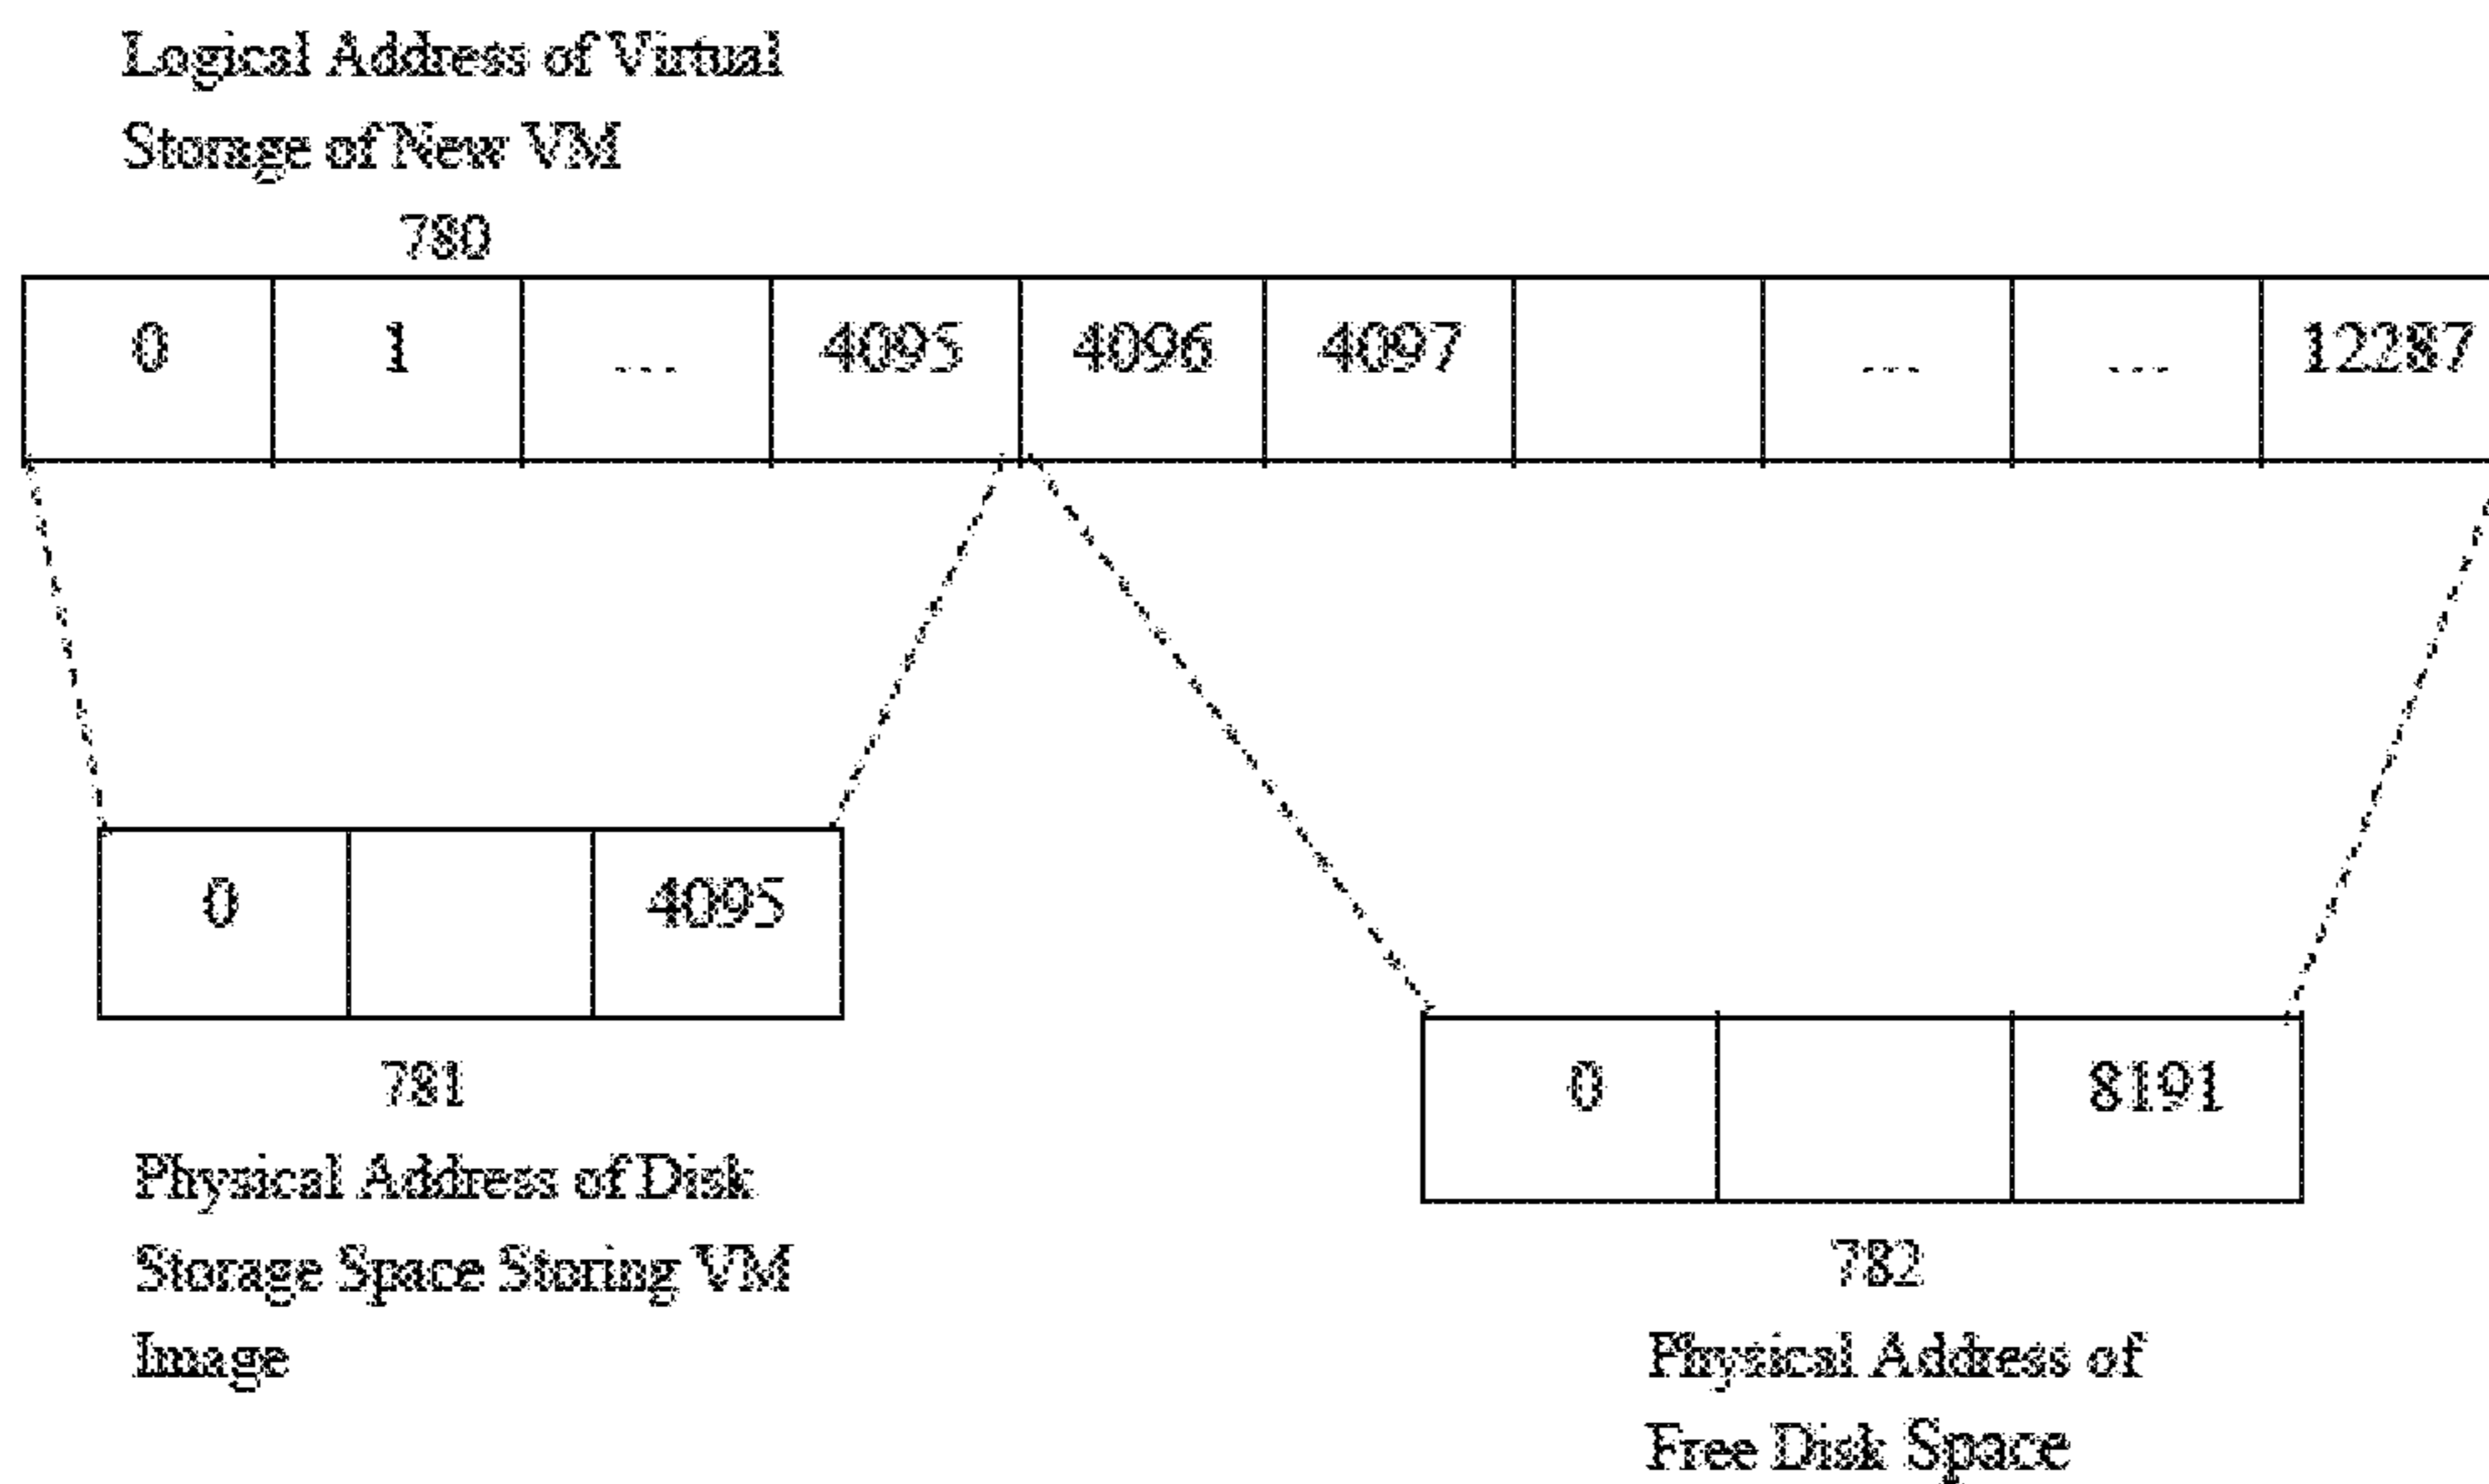 Logical Address of Virtual
Storage of New VM
780
0 1 ... 4095 4096 4097 ... ... 12287
0 4095
781
Physical Address of Disk
Storage Space Storing VM
Image
0 8191
782
Physical Address of
Free Disk Space